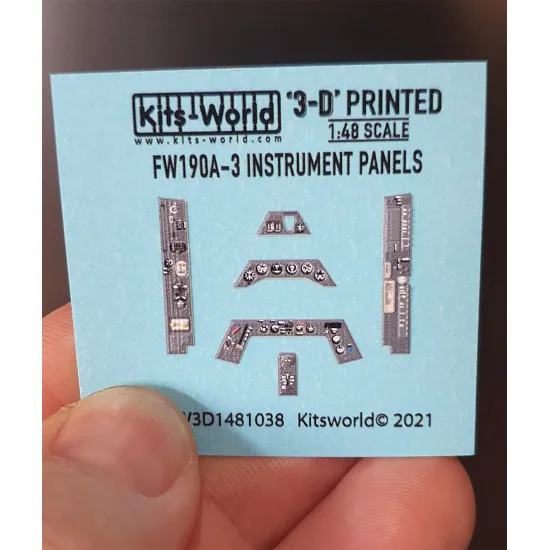 Kits-World "3-D" PRINTED
www.kits-world.com 1:48 SCALE
FW190A-3 INSTRUMENT PANELS
W3D1481038 Kitsworld© 2021